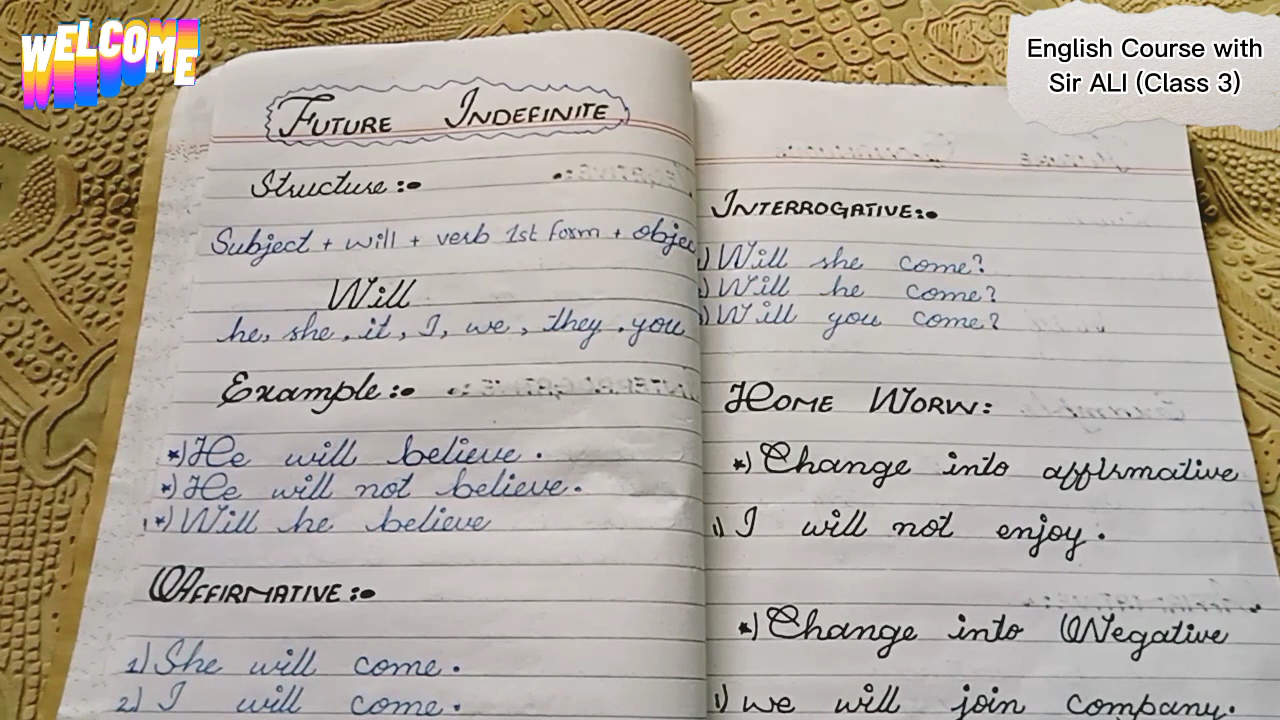 WELCOME
English Course with
Sir ALI (Class 3)
FUTURE INDEFINITE
Structure:•
Subject + will + verb 1st form + objec
Will
he, she, it, I, we, they, you
Example:•
*) He will believe.
*) He will not believe.
*) Will he believe
AFFIRMATIVE:•
1) She will come.
2) I will come.
INTERROGATIVE:•
) Will she come?
) Will he come?
) Will you come?
HOME WORK:
*) Change into affirmative
1) I will not enjoy.
*) Change into Negative
1) we will join company.